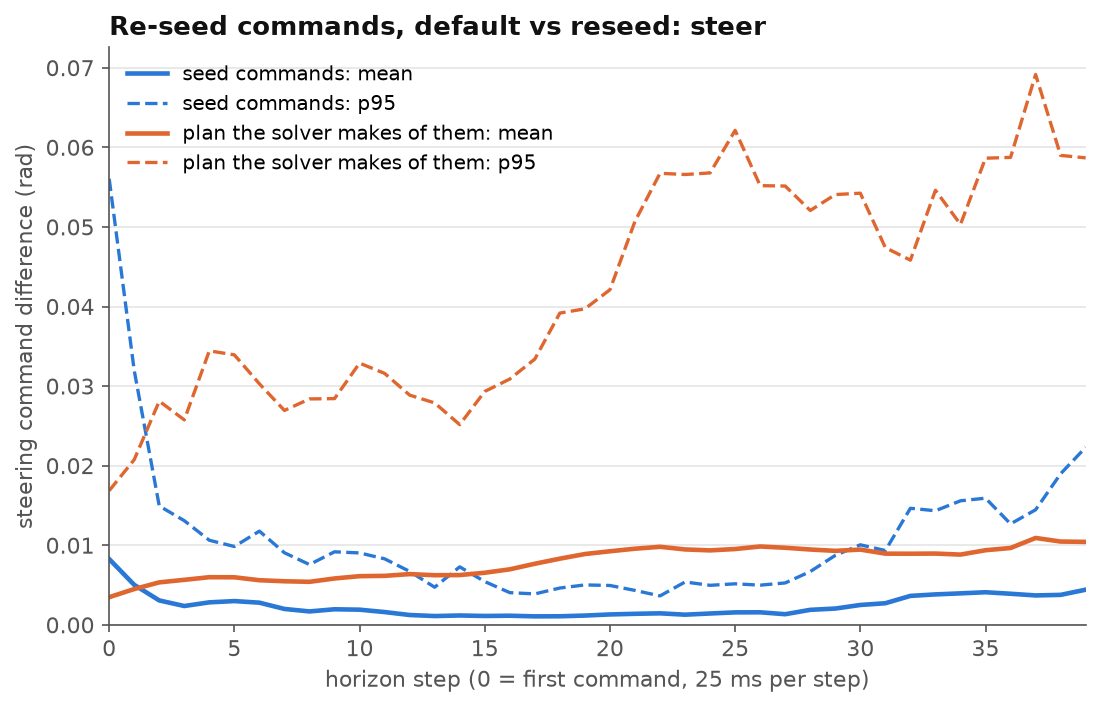 Re-seed commands, default vs reseed: steer
seed commands: mean
seed commands: p95
plan the solver makes of them: mean
plan the solver makes of them: p95
steering command difference (rad)
0.07
0.06
0.05
0.04
0.03
0.02
0.01
0.00
0 5 10 15 20 25 30 35
horizon step (0 = first command, 25 ms per step)